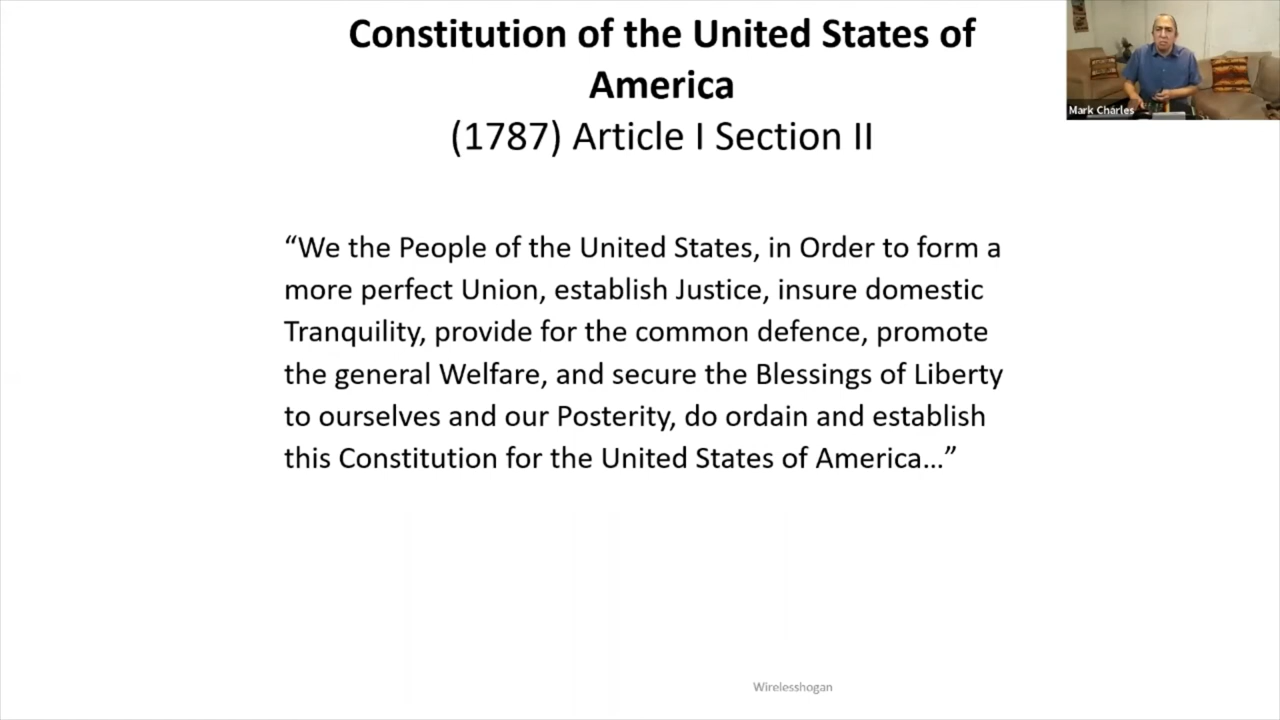 Constitution of the United States of
America
(1787) Article I Section II
Mark Charles
“We the People of the United States, in Order to form a
more perfect Union, establish Justice, insure domestic
Tranquility, provide for the common defence, promote
the general Welfare, and secure the Blessings of Liberty
to ourselves and our Posterity, do ordain and establish
this Constitution for the United States of America…”
Wirelesshogan